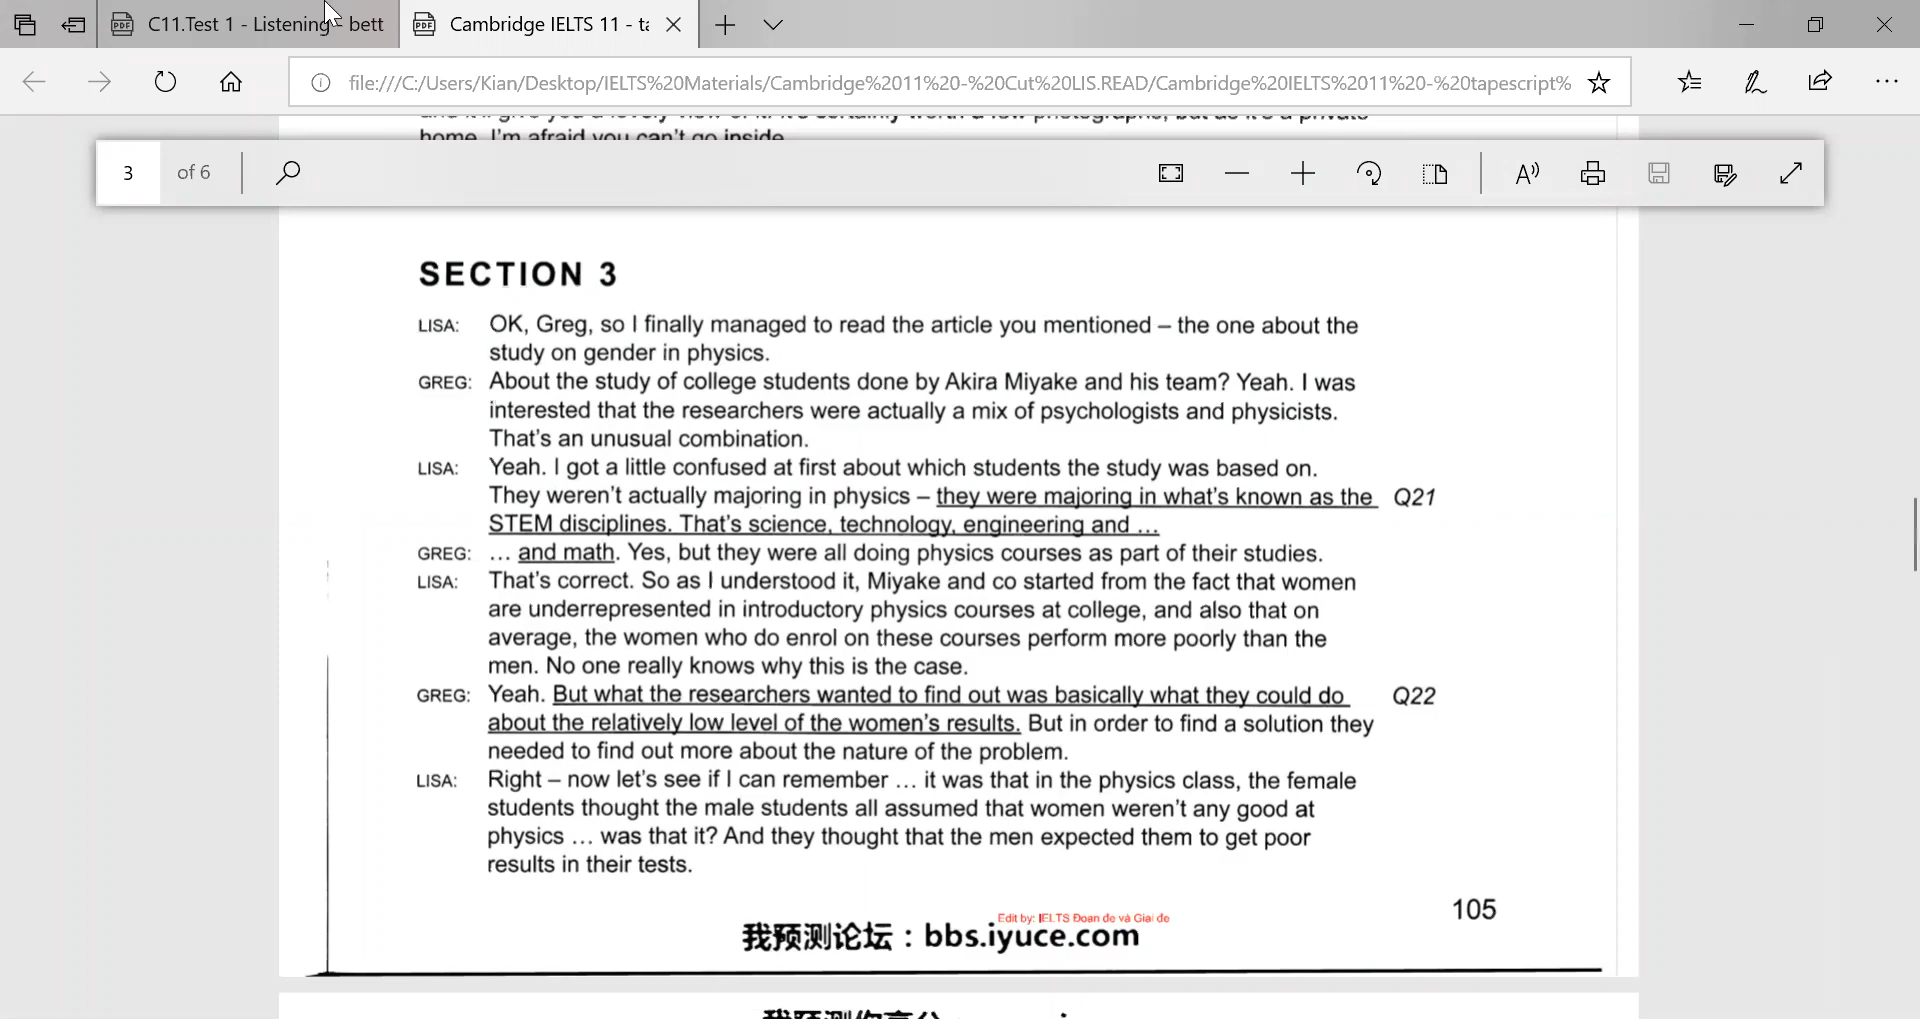 C11.Test 1 - Listening - bett
Cambridge IELTS 11 - ta
file:///C:/Users/Kian/Desktop/IELTS%20Materials/Cambridge%2011%20-%20Cut%20LIS.READ/Cambridge%20IELTS%2011%20-%20tapescript%
home. I'm afraid you can't go inside.
3 of 6
SECTION 3
LISA: OK, Greg, so I finally managed to read the article you mentioned – the one about the
study on gender in physics.
GREG: About the study of college students done by Akira Miyake and his team? Yeah. I was
interested that the researchers were actually a mix of psychologists and physicists.
That's an unusual combination.
LISA: Yeah. I got a little confused at first about which students the study was based on.
They weren't actually majoring in physics – they were majoring in what's known as the Q21
STEM disciplines. That's science, technology, engineering and ...
GREG: ... and math. Yes, but they were all doing physics courses as part of their studies.
LISA: That's correct. So as I understood it, Miyake and co started from the fact that women
are underrepresented in introductory physics courses at college, and also that on
average, the women who do enrol on these courses perform more poorly than the
men. No one really knows why this is the case.
GREG: Yeah. But what the researchers wanted to find out was basically what they could do Q22
about the relatively low level of the women's results. But in order to find a solution they
needed to find out more about the nature of the problem.
LISA: Right – now let's see if I can remember ... it was that in the physics class, the female
students thought the male students all assumed that women weren't any good at
physics ... was that it? And they thought that the men expected them to get poor
results in their tests.
105
Edit by: IELTS Đoan de và Giai de
我预测论坛：bbs.iyuce.com